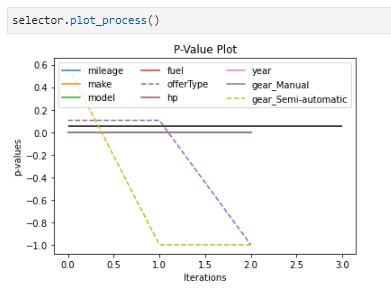 selector.plot_process()
P-Value Plot
mileage fuel year
make offerType gear_Manual
model hp gear_Semi-automatic
0.6
0.4
0.2
0.0
−0.2
−0.4
−0.6
−0.8
−1.0
p-values
0.0 0.5 1.0 1.5 2.0 2.5 3.0
Iterations